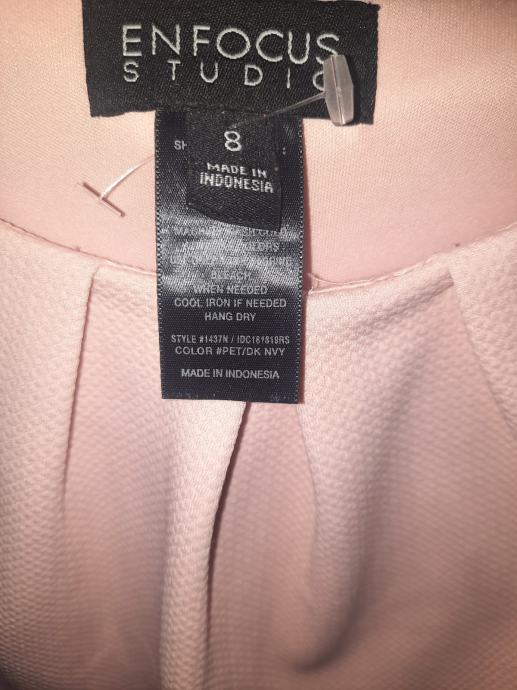 ENFOCUS
STUDIO
SH
8
MADE IN
INDONESIA
BLEACH
WHEN NEEDED
COOL IRON IF NEEDED
HANG DRY
STYLE #1437N / IDC181819RS
COLOR #PET/DK NVY
MADE IN INDONESIA